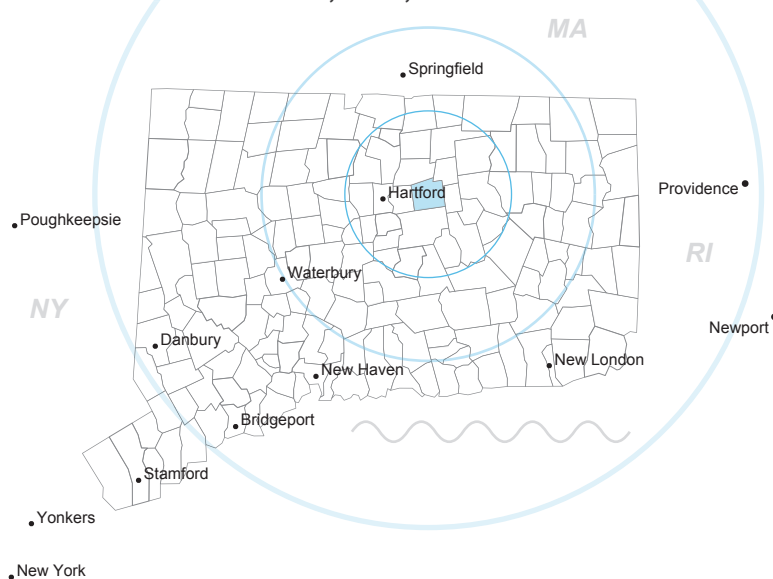 MA
Springfield
Hartford
Providence
Poughkeepsie
RI
Waterbury
NY
Newport
Danbury
New London
New Haven
Bridgeport
Stamford
Yonkers
New York